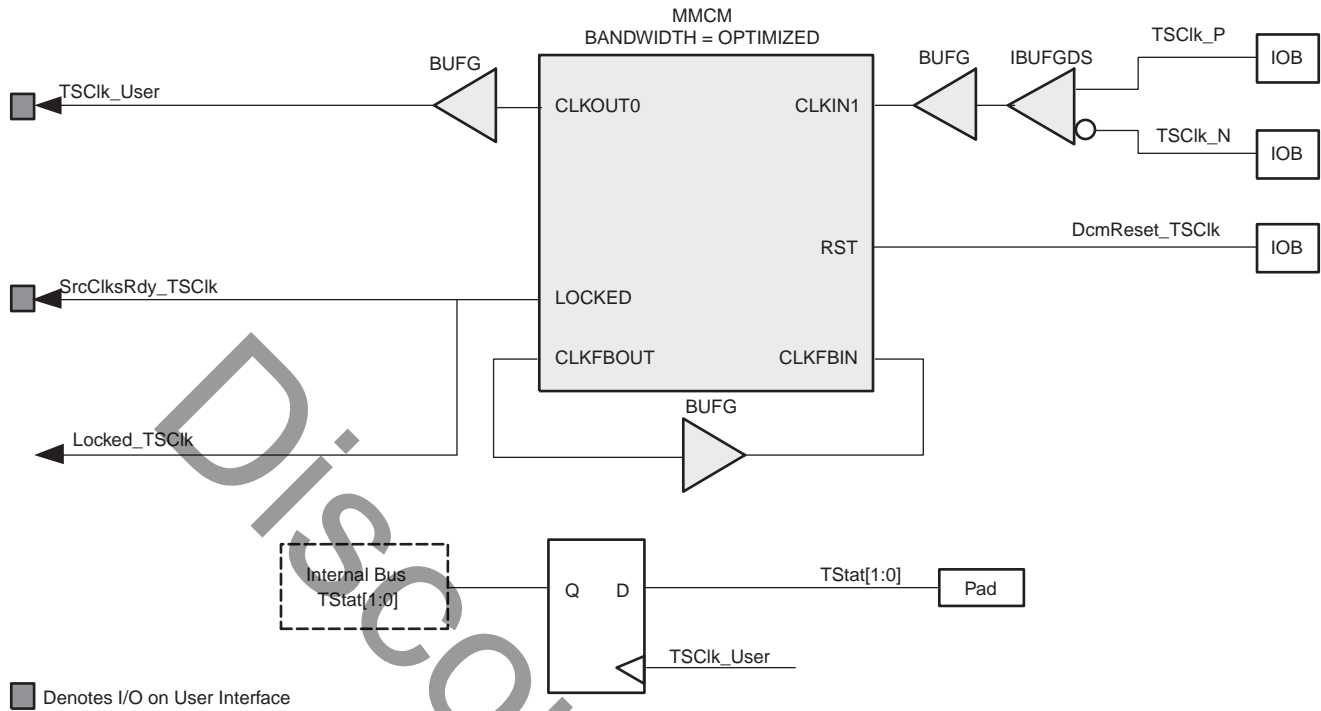 MMCM
BANDWIDTH = OPTIMIZED
TSClk_P
IOB
BUFG
BUFG
IBUFGDS
TSClk_User
CLKOUT0
CLKIN1
TSClk_N
IOB
DcmReset_TSClk
RST
IOB
SrcClksRdy_TSClk
LOCKED
CLKFBOUT
CLKFBIN
BUFG
Locked_TSClk
Internal Bus
TStat[1:0]
Q
D
TStat[1:0]
Pad
TSClk_User
Denotes I/O on User Interface